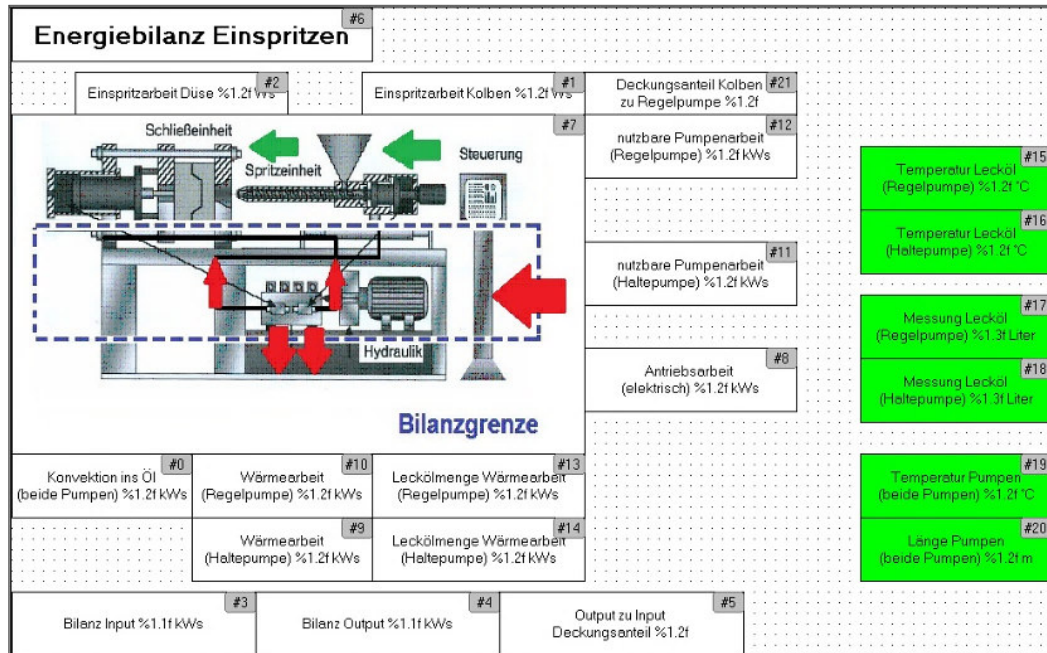 #6
Energiebilanz Einspritzen
#2
Einspritzarbeit Düse %1.2f Ws
#1
Einspritzarbeit Kolben %1.2f Ws
#21
Deckungsanteil Kolben
zu Regelpumpe %1.2f
#7
Schließeinheit
Spritzeinheit
Steuerung
Hydraulik
Bilanzgrenze
#12
nutzbare Pumpenarbeit
(Regelpumpe) %1.2f kWs
#11
nutzbare Pumpenarbeit
(Haltepumpe) %1.2f kWs
#8
Antriebsarbeit
(elektrisch) %1.2f kWs
#15
Temperatur Lecköl
(Regelpumpe) %1.2f °C
#16
Temperatur Lecköl
(Haltepumpe) %1.2f °C
#17
Messung Lecköl
(Regelpumpe) %1.3f Liter
#18
Messung Lecköl
(Haltepumpe) %1.3f Liter
#0
Konvektion ins Öl
(beide Pumpen) %1.2f kWs
#10
Wärmearbeit
(Regelpumpe) %1.2f kWs
#13
Leckölmenge Wärmearbeit
(Regelpumpe) %1.2f kWs
#9
Wärmearbeit
(Haltepumpe) %1.2f kWs
#14
Leckölmenge Wärmearbeit
(Haltepumpe) %1.2f kWs
#19
Temperatur Pumpen
(beide Pumpen) %1.2f °C
#20
Länge Pumpen
(beide Pumpen) %1.2f m
#3
Bilanz Input %1.1f kWs
#4
Bilanz Output %1.1f kWs
#5
Output zu Input
Deckungsanteil %1.2f